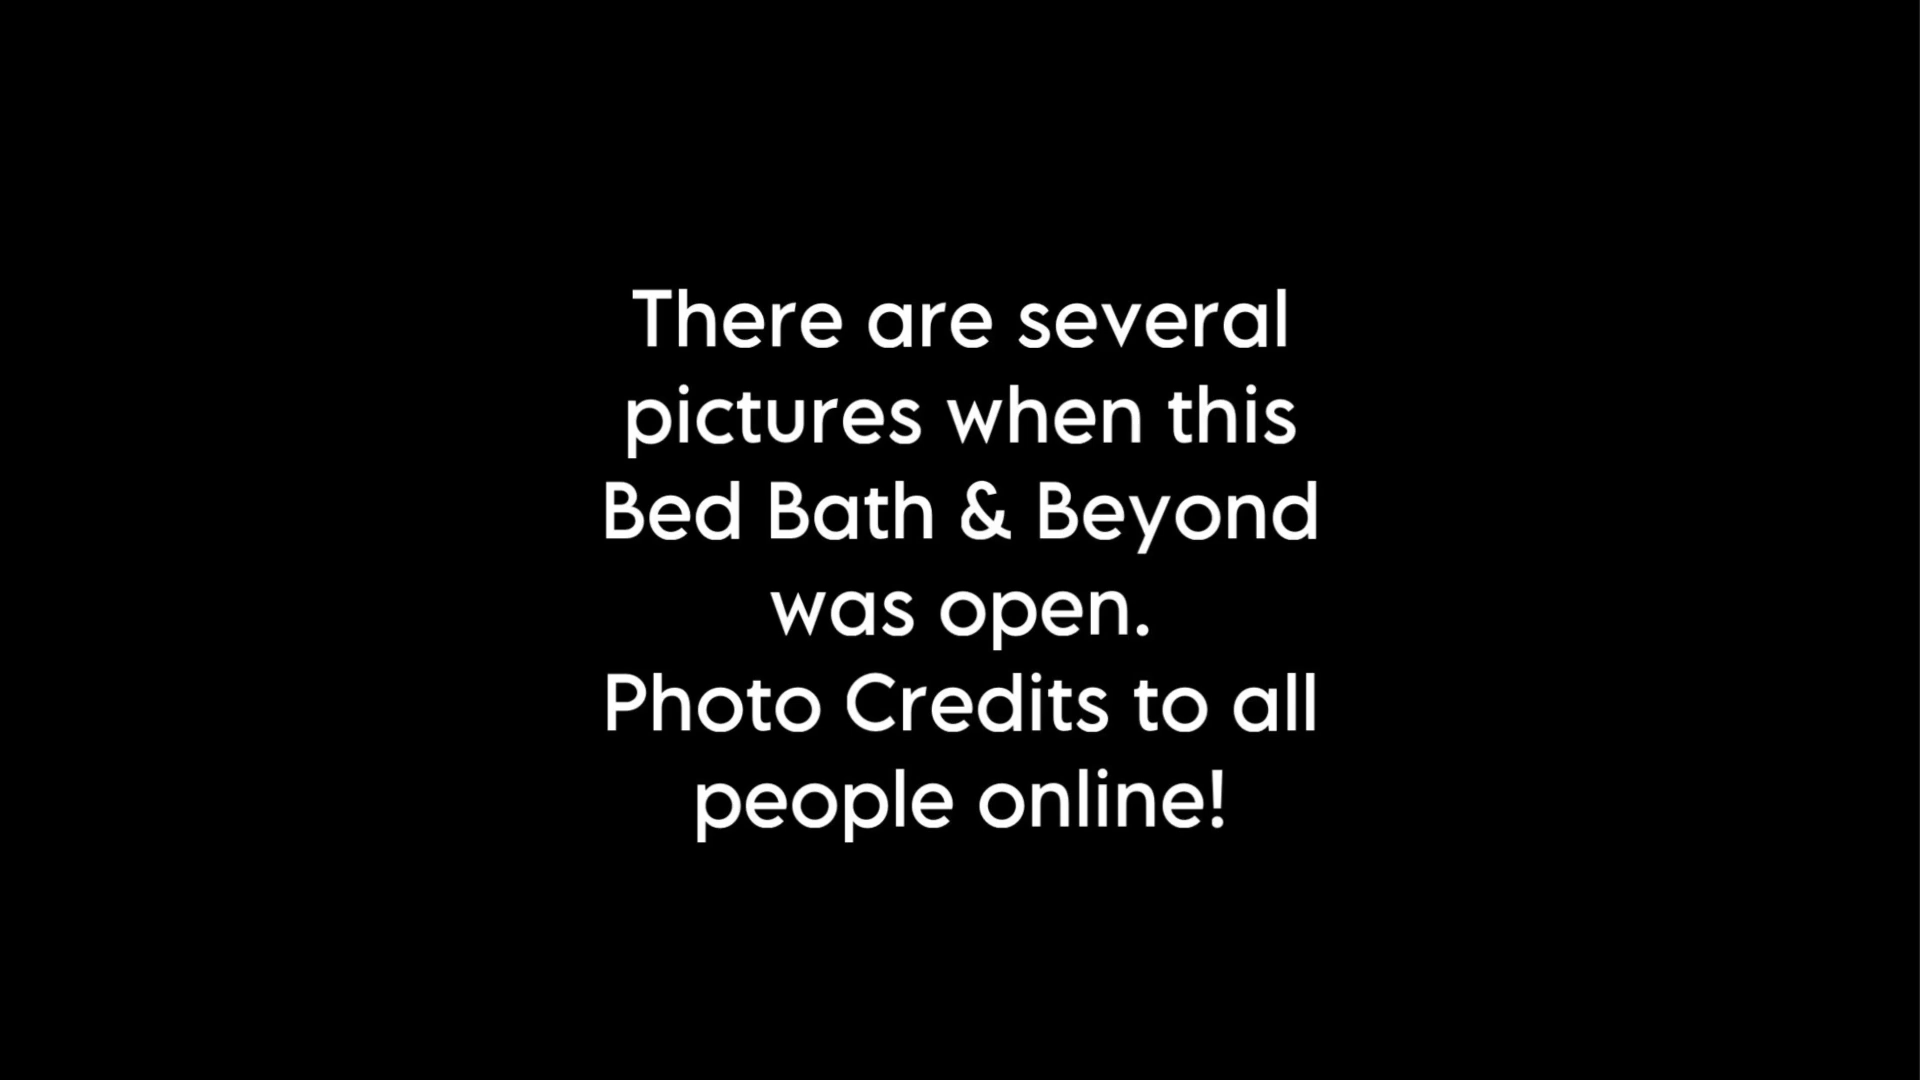 There are several
pictures when this
Bed Bath & Beyond
was open.
Photo Credits to all
people online!